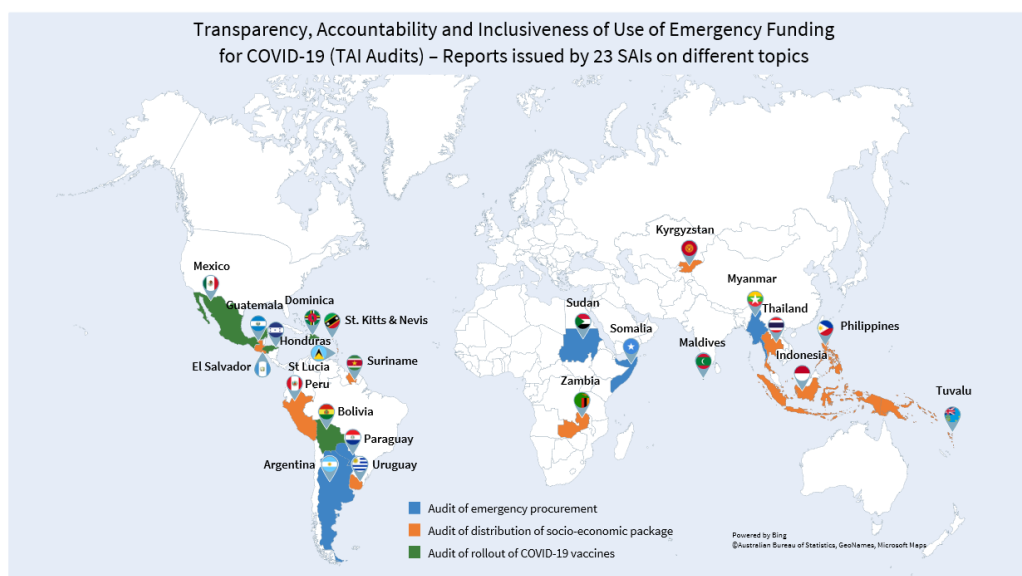 Transparency, Accountability and Inclusiveness of Use of Emergency Funding
for COVID-19 (TAI Audits) – Reports issued by 23 SAIs on different topics
Kyrgyzstan
Mexico
Myanmar
Guatemala
Dominica
Sudan
Thailand
St. Kitts & Nevis
Somalia
Philippines
Honduras
Maldives
Indonesia
El Salvador
St Lucia
Suriname
Peru
Zambia
Tuvalu
Bolivia
Paraguay
Argentina
Uruguay
Audit of emergency procurement
Audit of distribution of socio-economic package
Audit of rollout of COVID-19 vaccines
Powered by Bing
©Australian Bureau of Statistics, GeoNames, Microsoft Maps